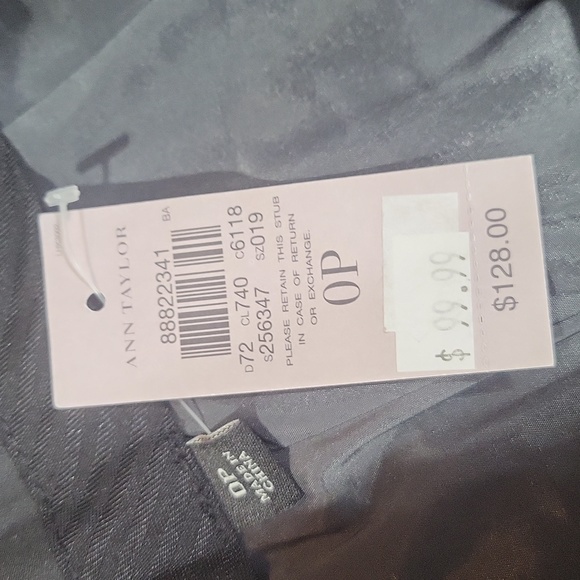 ANN TAYLOR
88822341 BA
D72 CL740 C6118
S256347 SZ019
PLEASE RETAIN THIS STUB
IN CASE OF RETURN
OR EXCHANGE.
0P
$ 99.99
$128.00
0P
MADE IN
CHINA